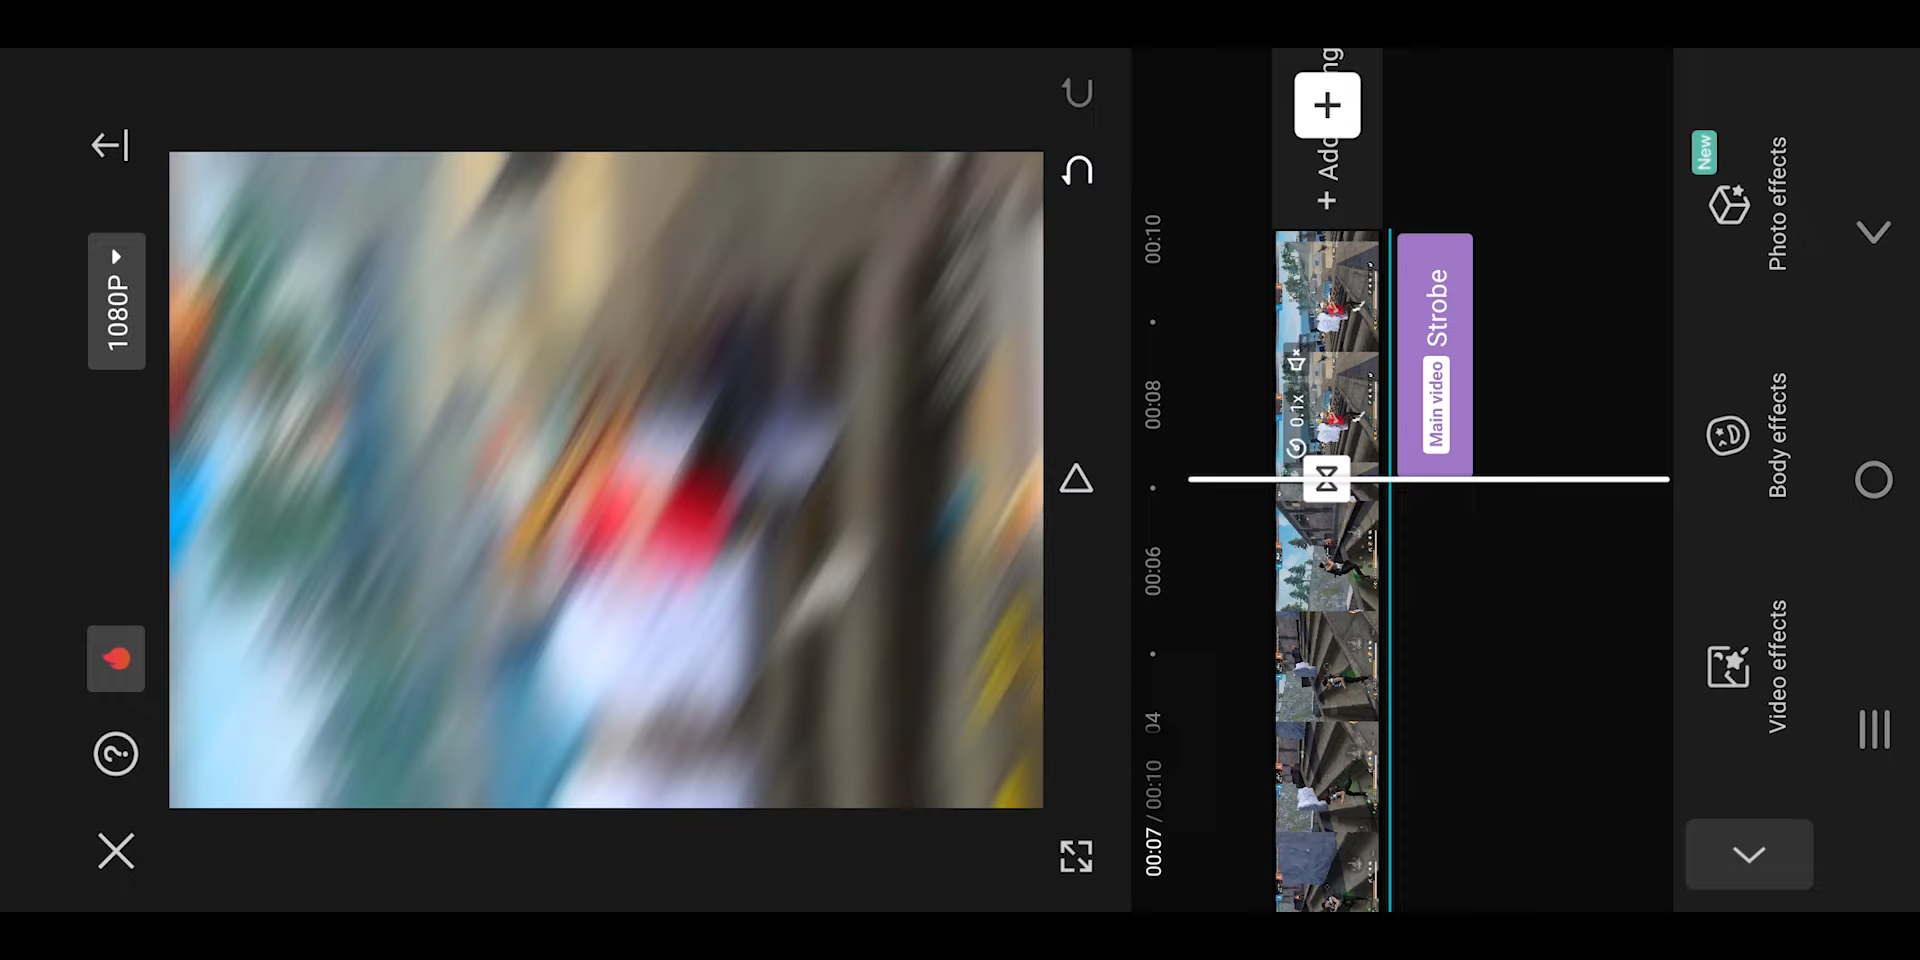 1080P
00:07 / 00:10
04
00:06
00:08
00:10
0.1x
+ Add
ng
Main video Strobe
Video effects
Body effects
Photo effects
New